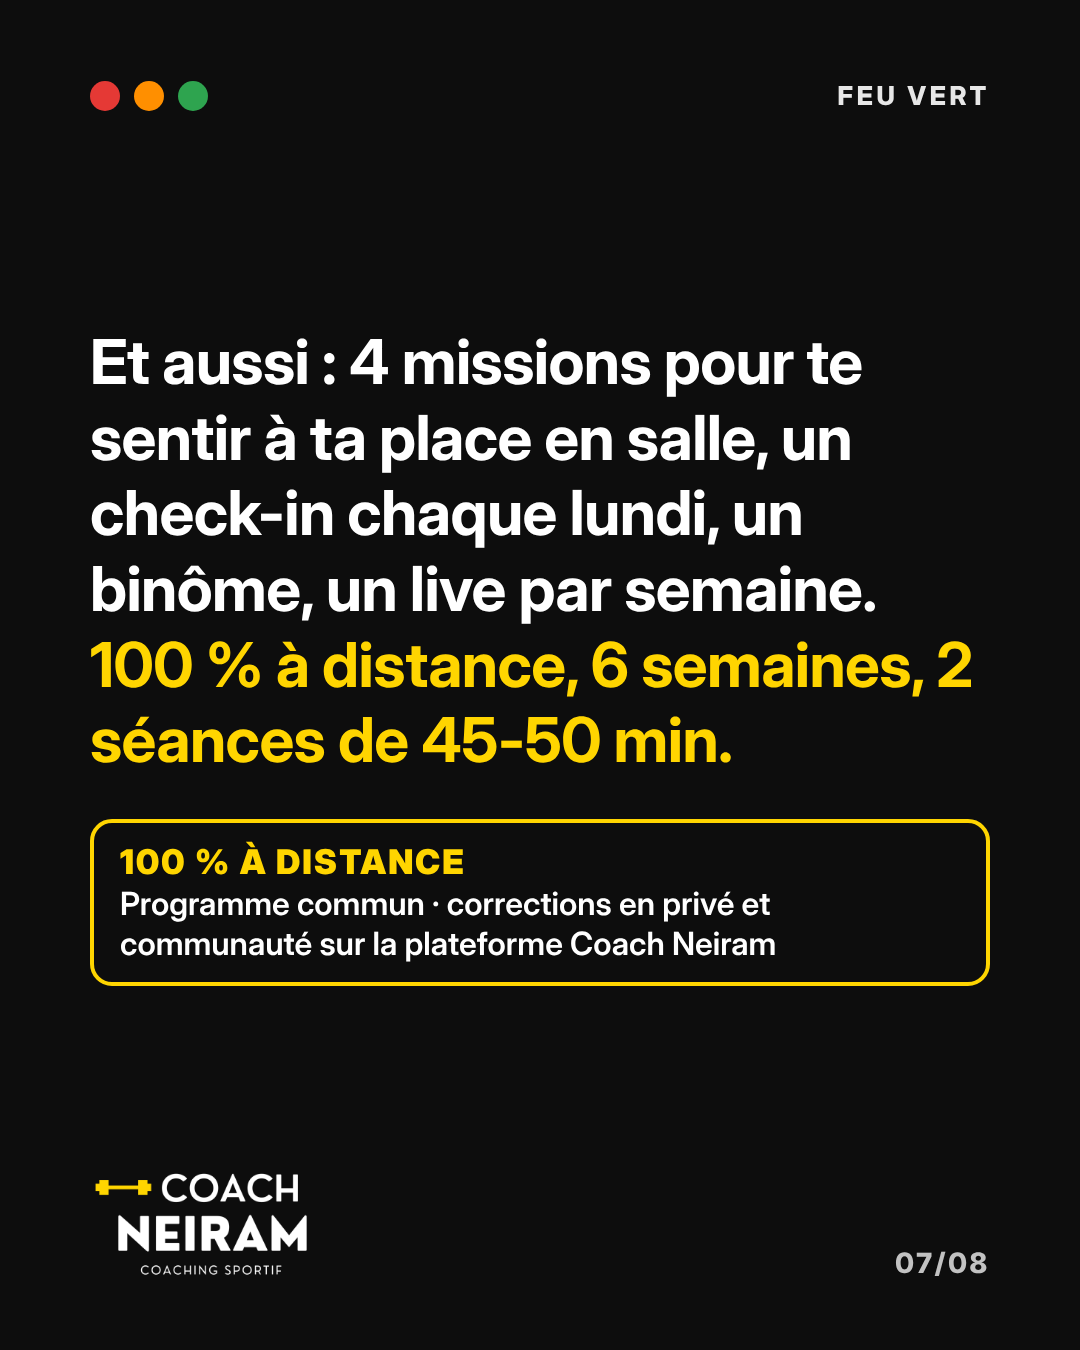 FEU VERT
Et aussi : 4 missions pour te
sentir à ta place en salle, un
check-in chaque lundi, un
binôme, un live par semaine.
100 % à distance, 6 semaines, 2
séances de 45-50 min.
100 % À DISTANCE
Programme commun · corrections en privé et
communauté sur la plateforme Coach Neiram
COACH
NEIRAM
COACHING SPORTIF
07/08